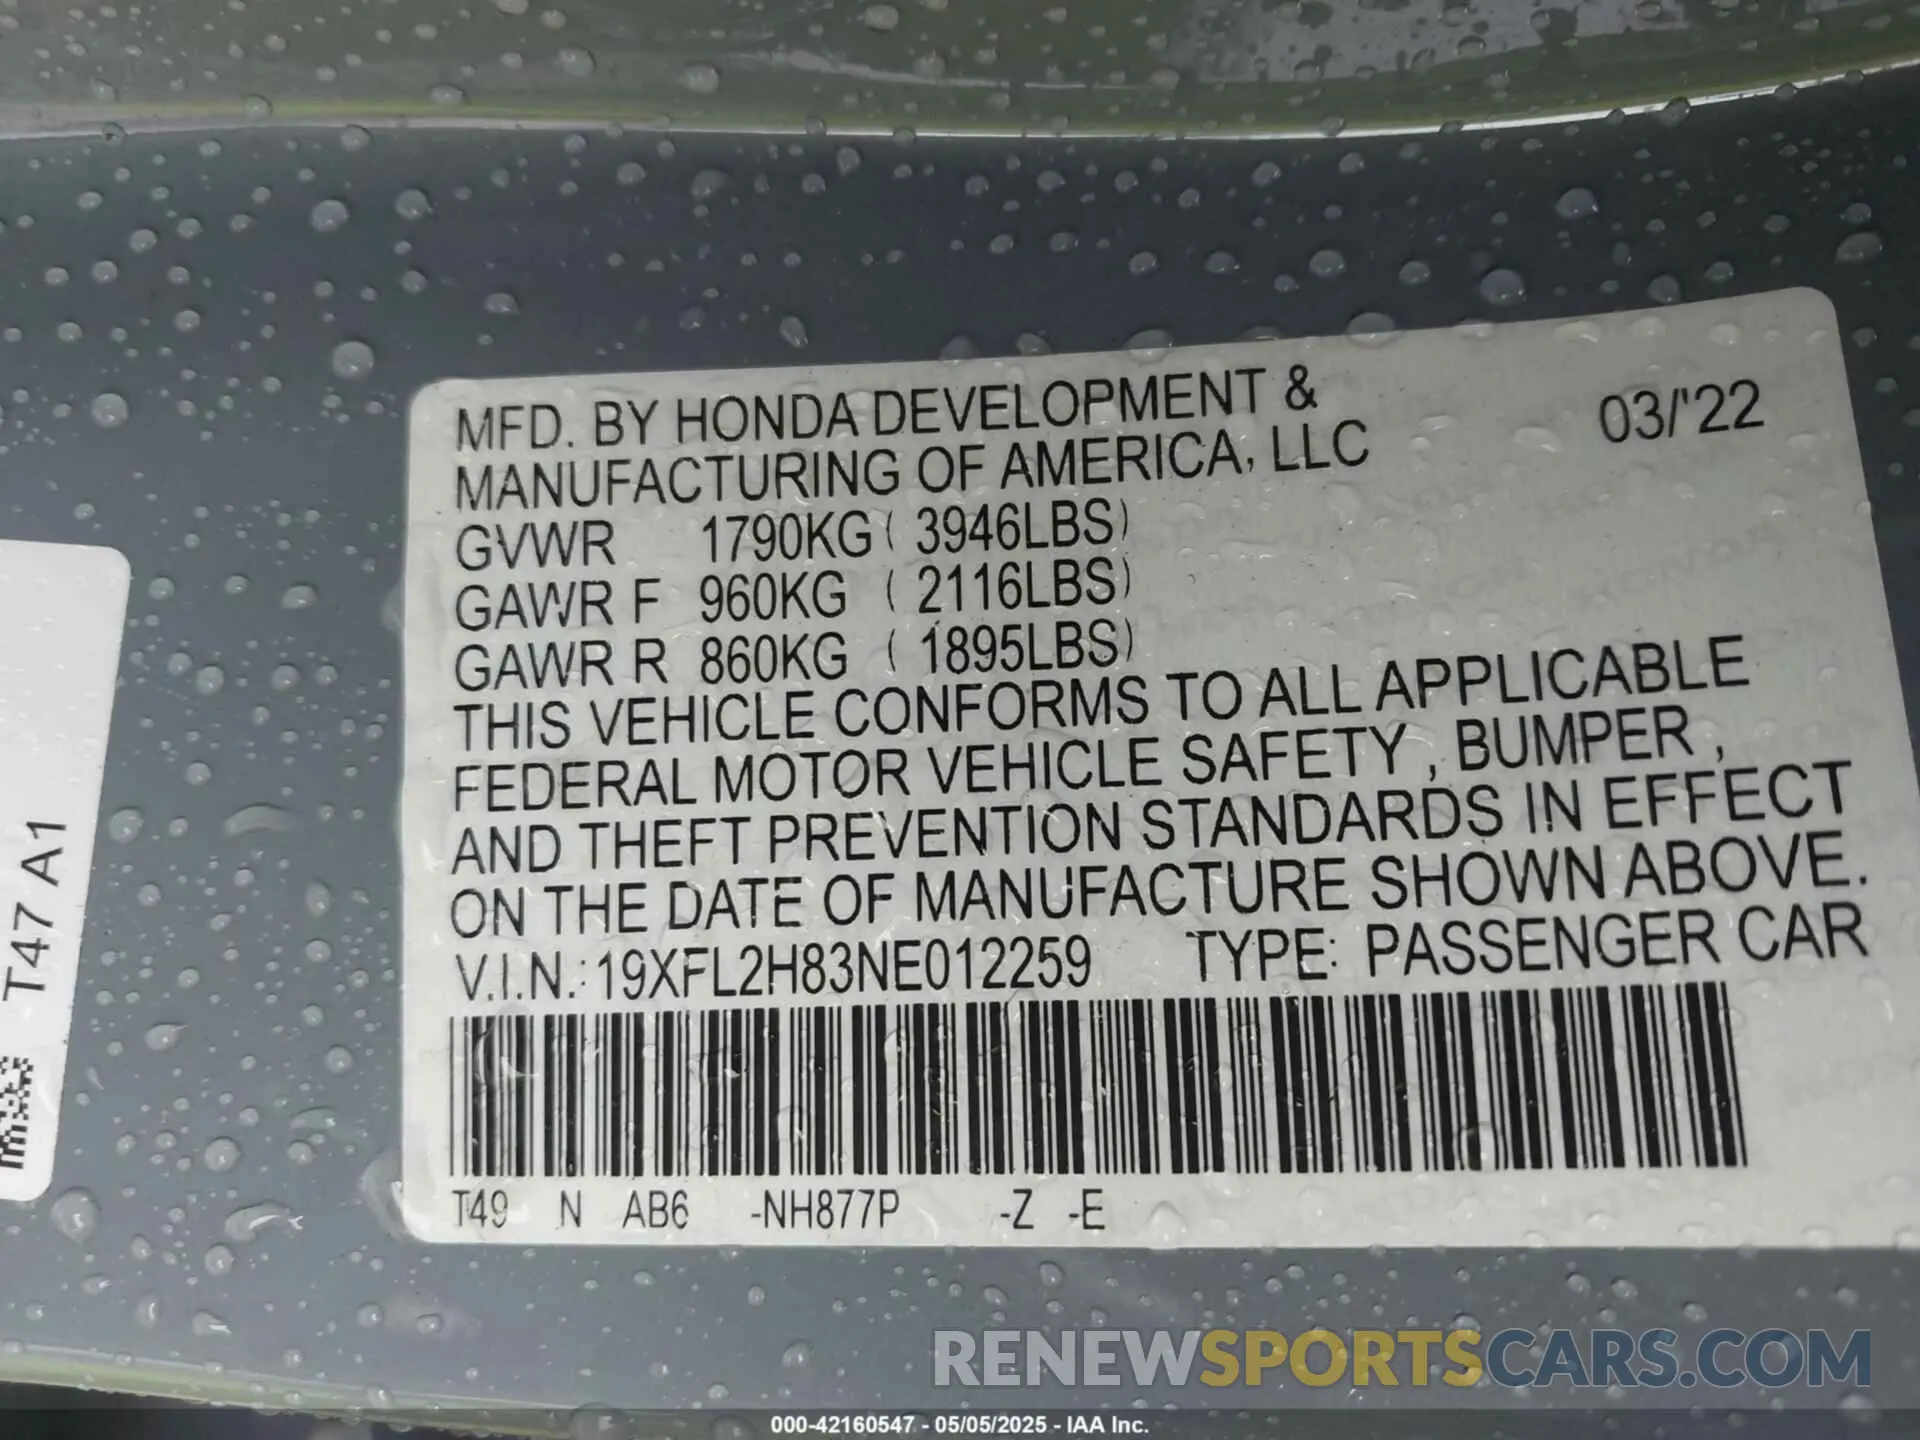 MFD. BY HONDA DEVELOPMENT &
MANUFACTURING OF AMERICA, LLC
03/'22
GVWR 1790KG ( 3946LBS)
GAWR F 960KG ( 2116LBS)
GAWR R 860KG ( 1895LBS)
THIS VEHICLE CONFORMS TO ALL APPLICABLE
FEDERAL MOTOR VEHICLE SAFETY , BUMPER ,
AND THEFT PREVENTION STANDARDS IN EFFECT
ON THE DATE OF MANUFACTURE SHOWN ABOVE.
V.I.N.: 19XFL2H83NE012259 TYPE: PASSENGER CAR
T49 N AB6 -NH877P -Z -E
T47 A1
RENEWSPORTSCARS.COM
000-42160547 - 05/05/2025 - IAA Inc.